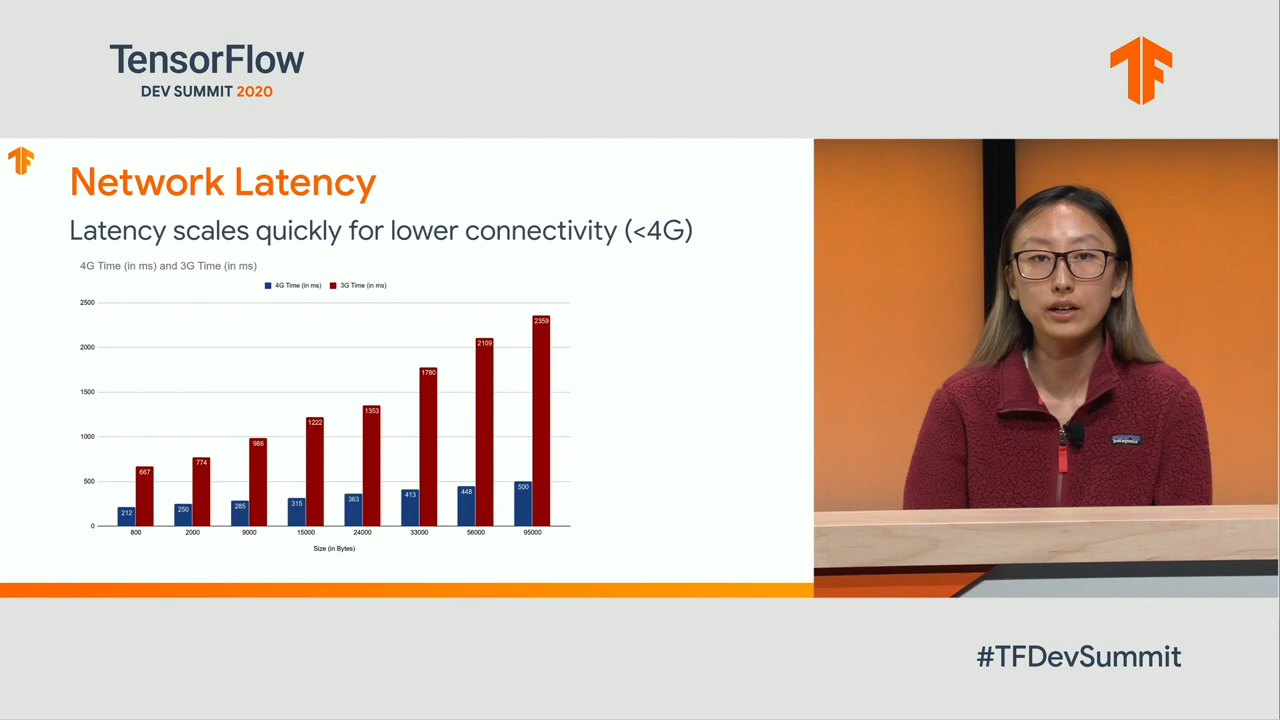 TensorFlow
DEV SUMMIT 2020
Network Latency
Latency scales quickly for lower connectivity (<4G)
4G Time (in ms) and 3G Time (in ms)
4G Time (in ms) 3G Time (in ms)
2500
2000
1500
1000
500
0
212 667
250 774
285 986
315 1222
363 1353
413 1780
448 2109
500 2359
800 2000 9000 15000 24000 33000 56000 95000
Size (in Bytes)
patagonia
#TFDevSummit